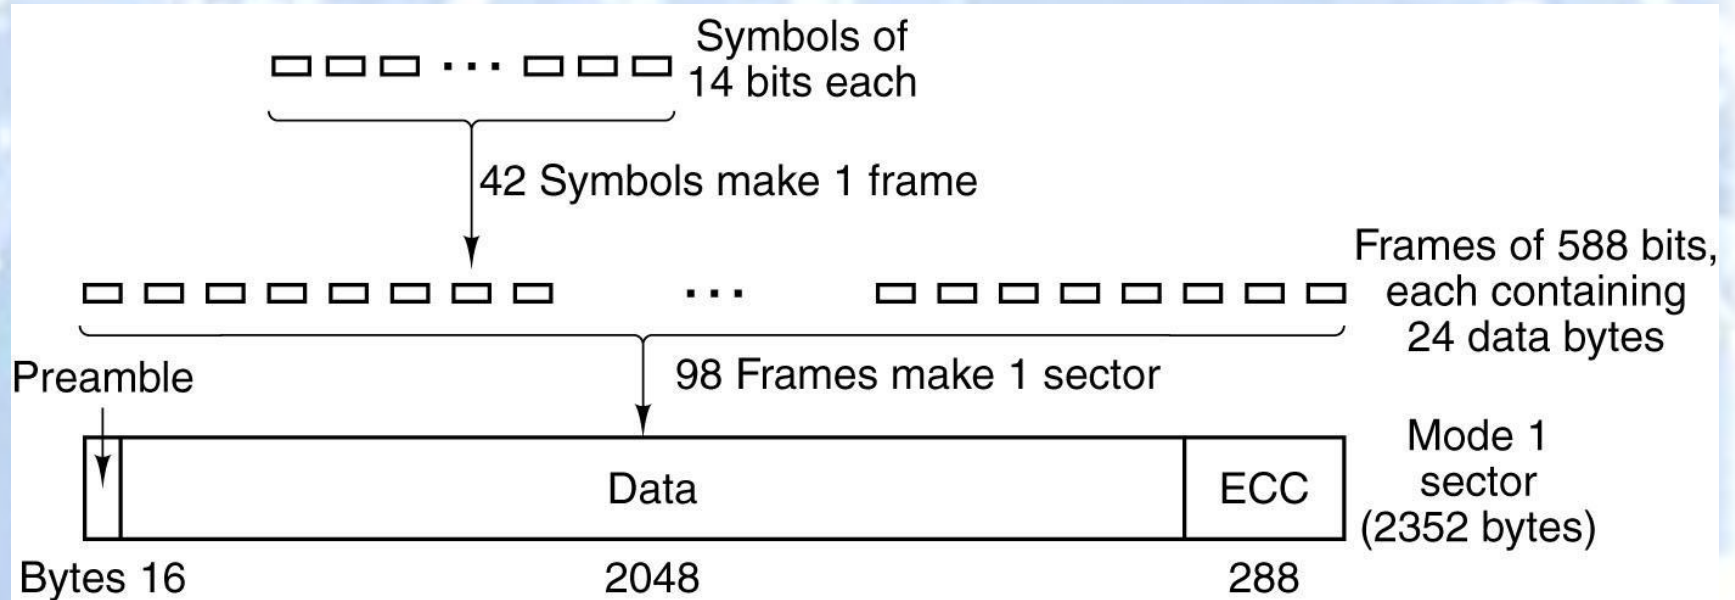 Symbols of
14 bits each
42 Symbols make 1 frame
Frames of 588 bits,
each containing
24 data bytes
Preamble
98 Frames make 1 sector
Mode 1
sector
(2352 bytes)
Data
ECC
Bytes 16
2048
288